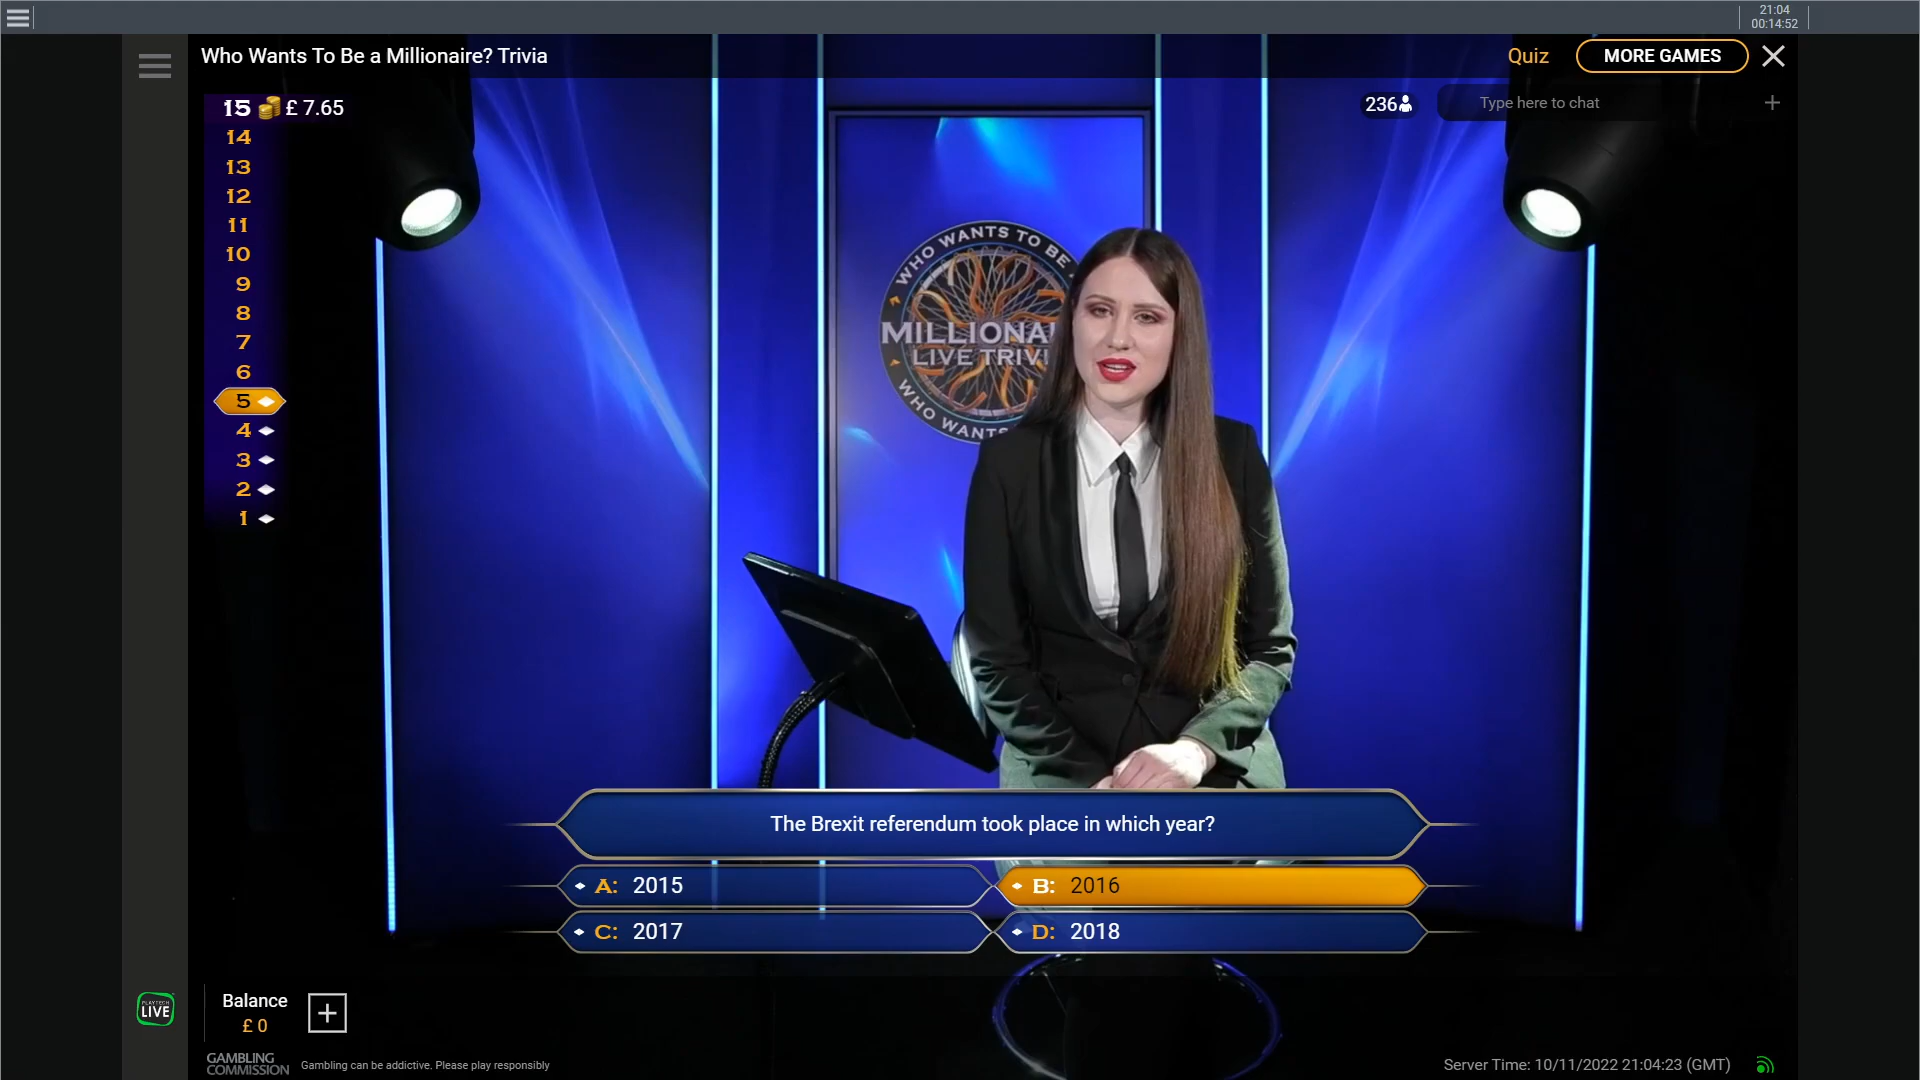 21:04
00:14:52
Who Wants To Be a Millionaire? Trivia
Quiz
MORE GAMES
15 £ 7.65
236
Type here to chat
14
13
12
11
10
9
8
7
6
5
4
3
2
1
WHO WANTS TO BE A
MILLIONAI
LIVE TRIVI
WHO WANTS
The Brexit referendum took place in which year?
A: 2015
B: 2016
C: 2017
D: 2018
PLAYTECH
LIVE
Balance
£ 0
GAMBLING
COMMISSION
Gambling can be addictive. Please play responsibly
Server Time: 10/11/2022 21:04:23 (GMT)